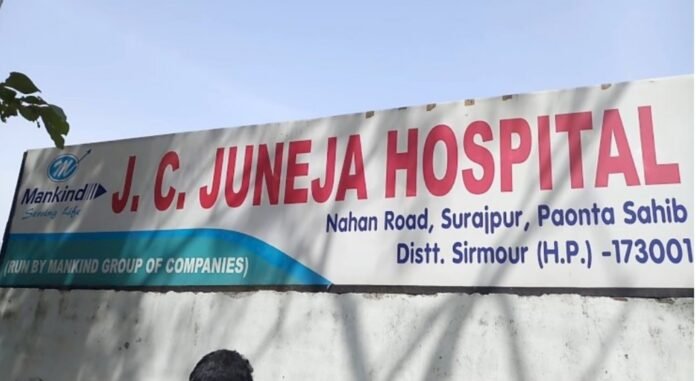 Mankind
Serving Life
J. C. JUNEJA HOSPITAL
Nahan Road, Surajpur, Paonta Sahib
Distt. Sirmour (H.P.) -173001
(RUN BY MANKIND GROUP OF COMPANIES)